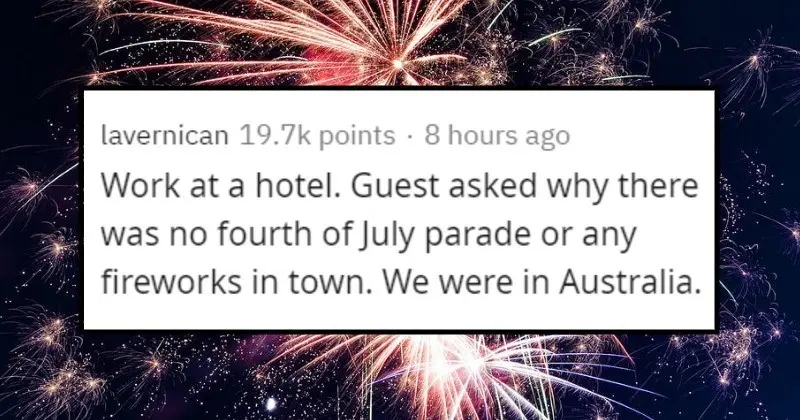 lavernican 19.7k points · 8 hours ago
Work at a hotel. Guest asked why there
was no fourth of July parade or any
fireworks in town. We were in Australia.